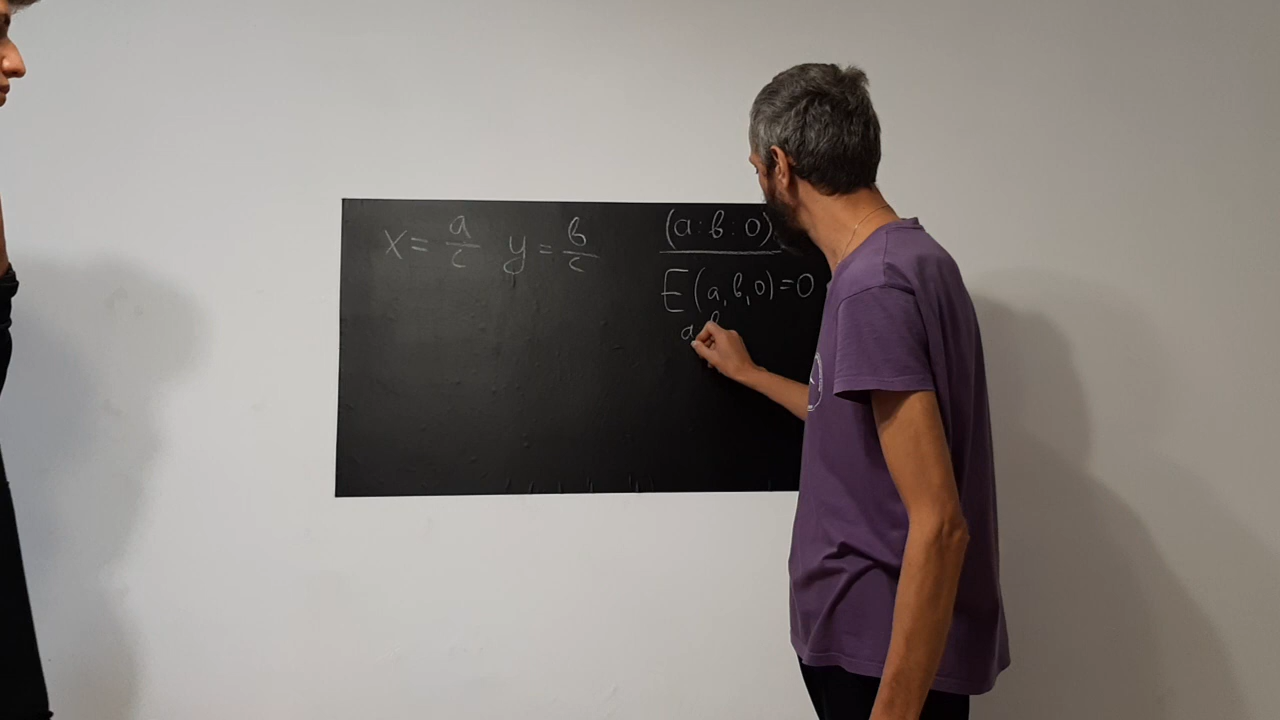 x = a/c y = b/c
(a : b : 0)
E(a, b, 0) = 0
a